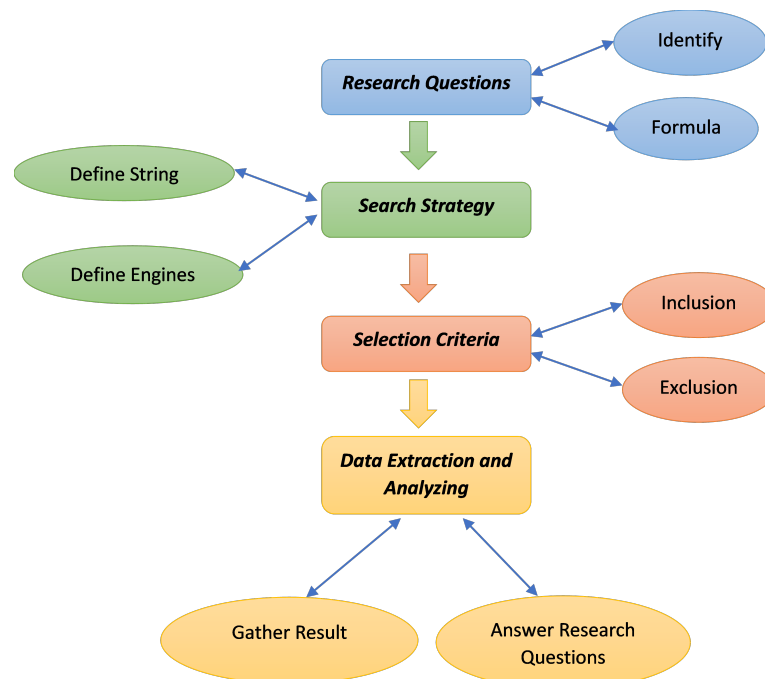 Identify
Research Questions
Formula
Define String
Search Strategy
Define Engines
Inclusion
Selection Criteria
Exclusion
Data Extraction and
Analyzing
Gather Result
Answer Research
Questions